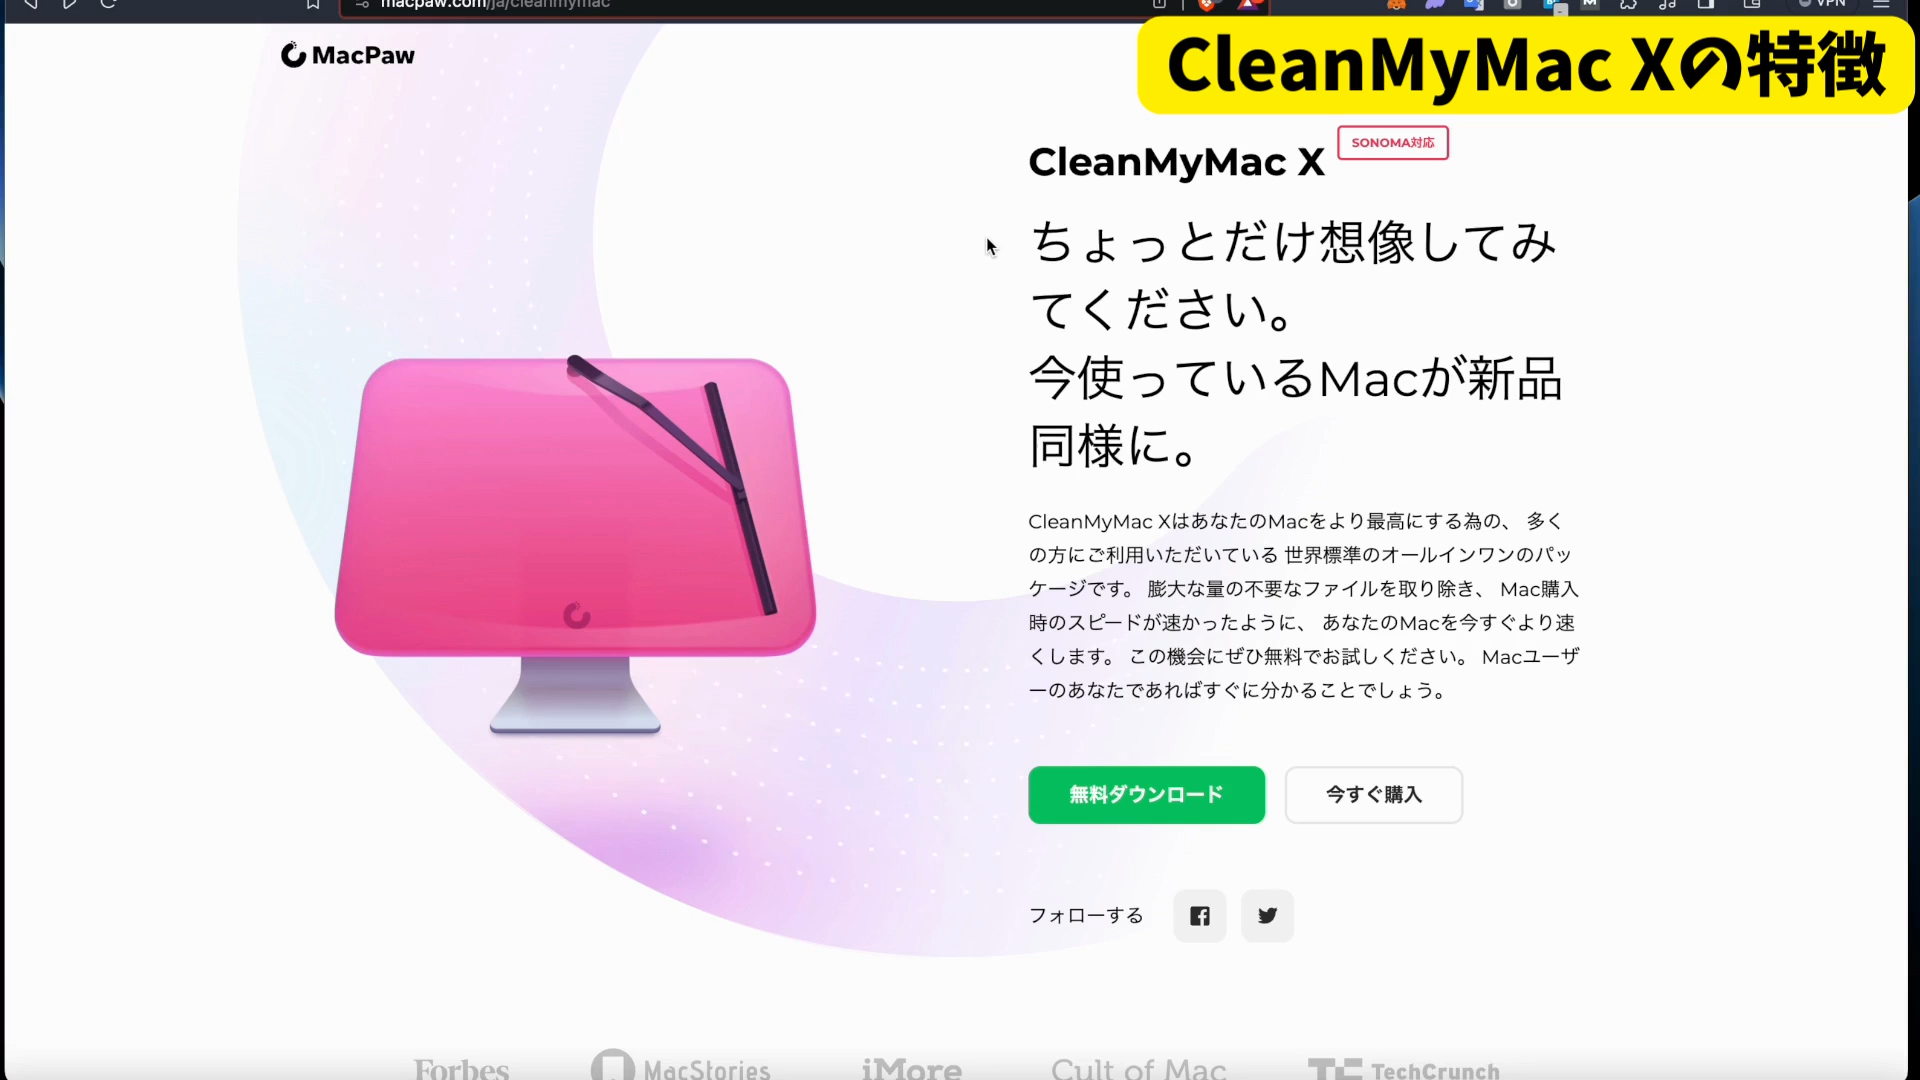 macpaw.com/ja/cleanmymac
VPN
CleanMyMac Xの特徴
MacPaw
CleanMyMac X
SONOMA対応
ちょっとだけ想像してみ
てください。
今使っているMacが新品
同様に。
CleanMyMac XはあなたのMacをより最高にする為の、 多く
の方にご利用いただいている 世界標準のオールインワンのパッ
ケージです。 膨大な量の不要なファイルを取り除き、 Mac購入
時のスピードが速かったように、 あなたのMacを今すぐより速
くします。 この機会にぜひ無料でお試しください。 Macユーザ
ーのあなたであればすぐに分かることでしょう。
無料ダウンロード
今すぐ購入
フォローする
Forbes
MacStories
iMore
Cult of Mac
TechCrunch